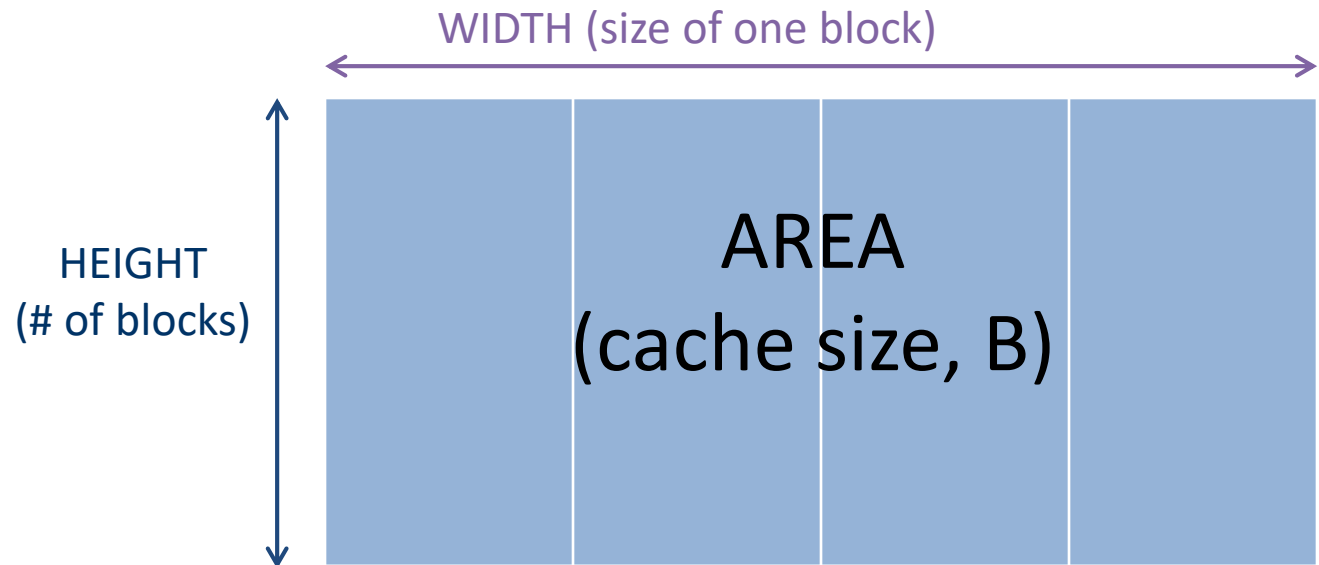 WIDTH (size of one block)
HEIGHT
(# of blocks)
AREA
(cache size, B)